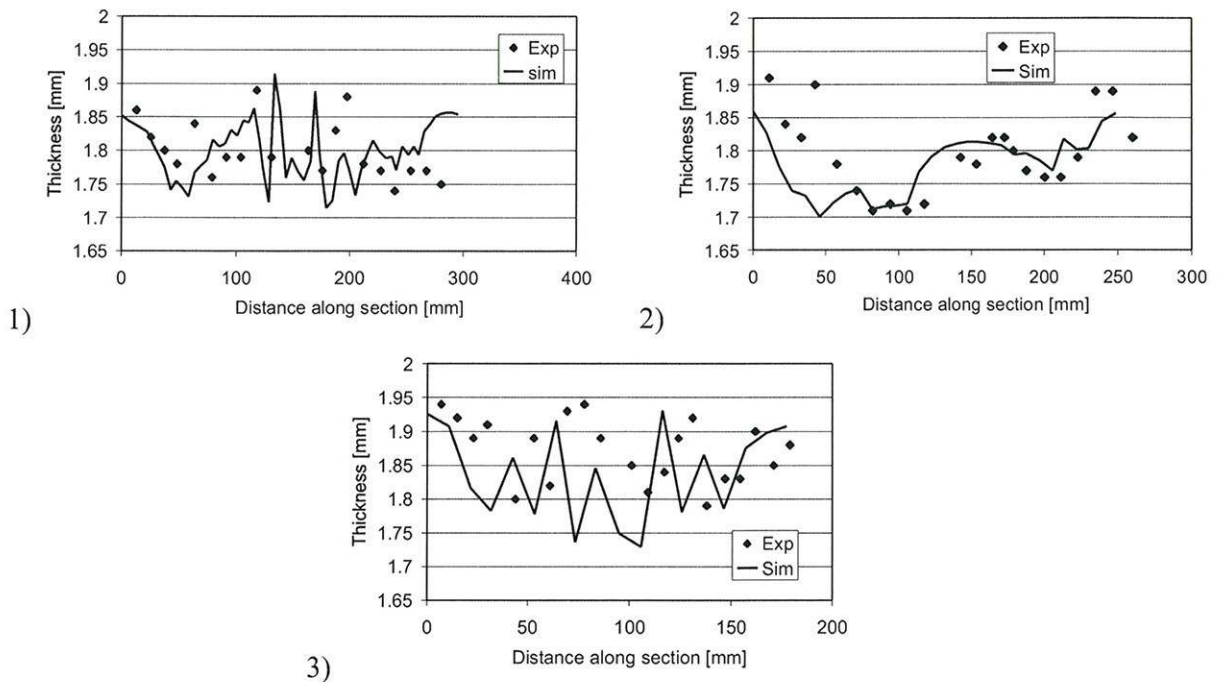 2
1.95
1.9
1.85
1.8
1.75
1.7
1.65
Thickness [mm]
0 100 200 300 400
Distance along section [mm]
Exp
sim
1)
2
1.95
1.9
1.85
1.8
1.75
1.7
1.65
Thickness [mm]
0 50 100 150 200 250 300
Distance along section [mm]
Exp
Sim
2)
2
1.95
1.9
1.85
1.8
1.75
1.7
1.65
Thickness [mm]
0 50 100 150 200
Distance along section [mm]
Exp
Sim
3)